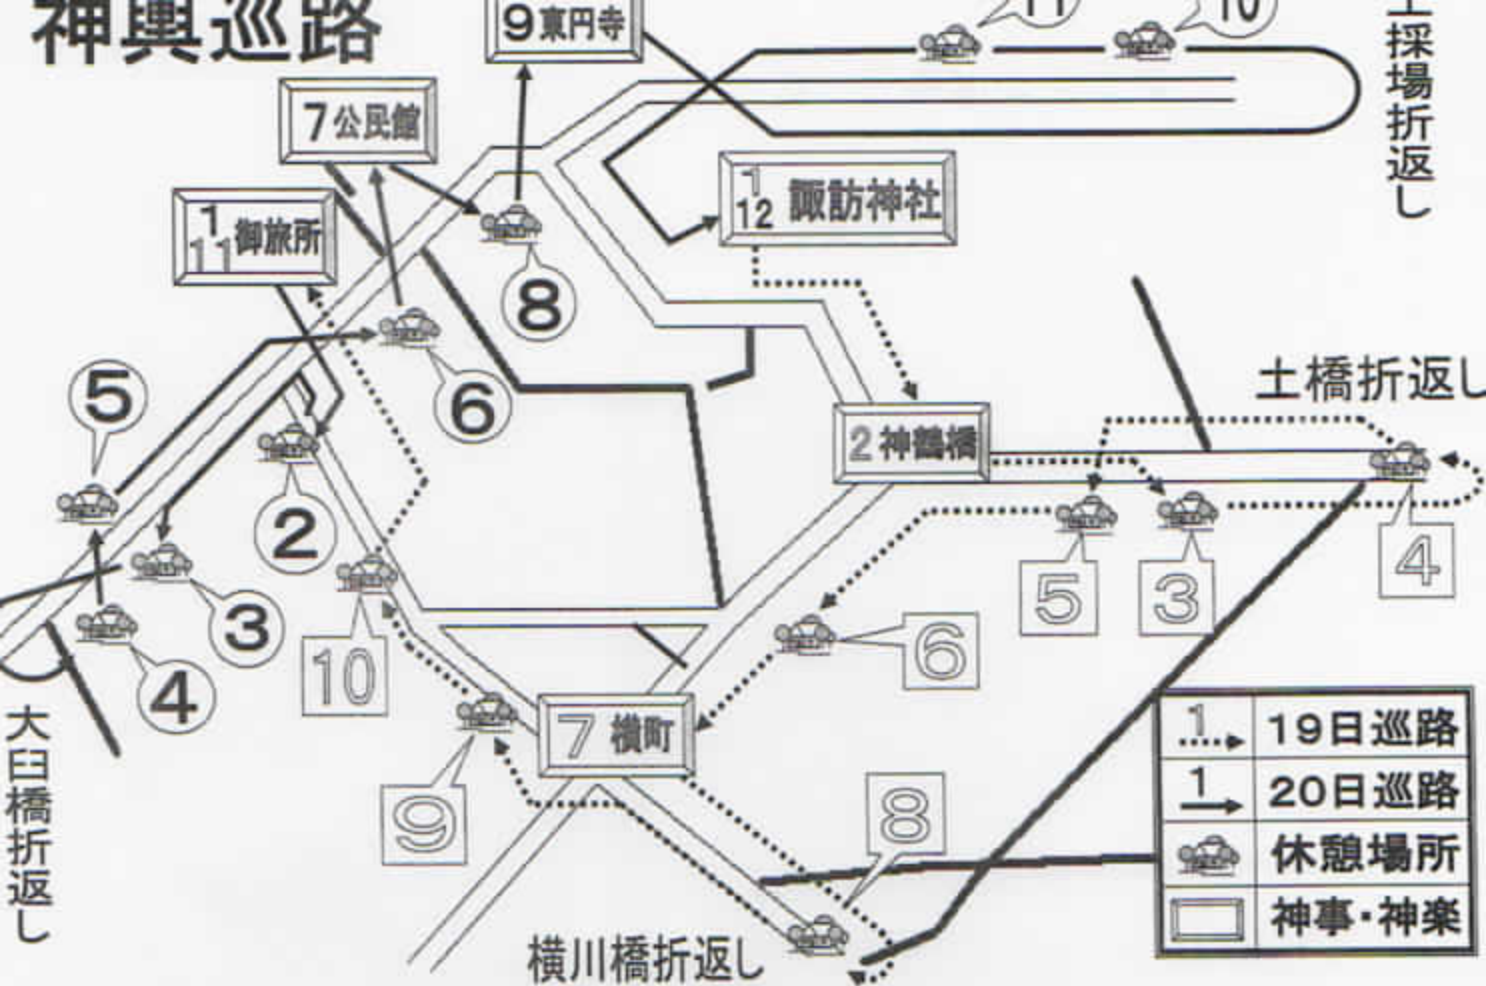 神輿巡路
9東円寺
11
10
採場折返し
7公民館
1
11
御旅所
1
12
諏訪神社
8
6
5
土橋折返し
2神鶴橋
2
3
4
10
5
3
4
6
7 横町
9
8
大臼橋折返し
横川橋折返し
1 19日巡路
1 20日巡路
休憩場所
神事・神楽